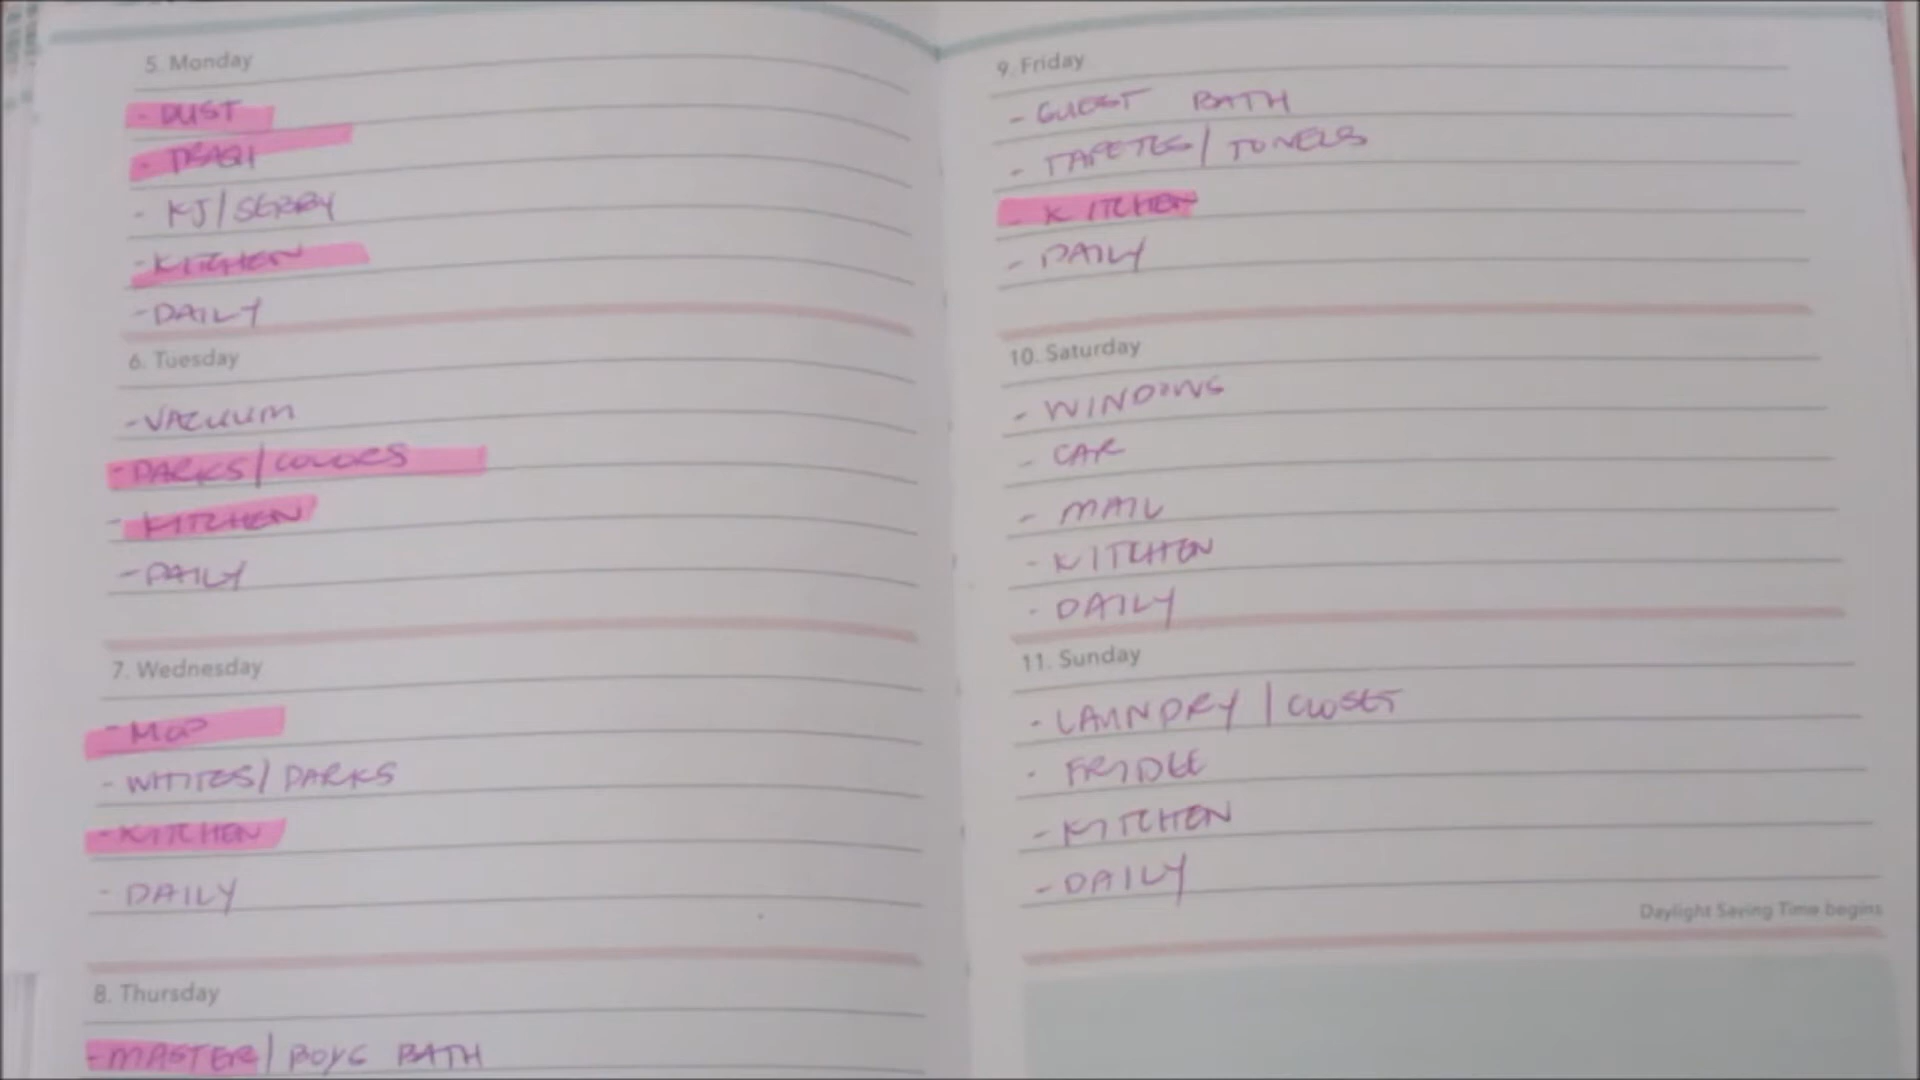 5. Monday
- DUST
- TRASH
- KJ/SEBBY
- KITCHEN
- DAILY
6. Tuesday
- VACUUM
- DARKS/COLORS
- KITCHEN
- DAILY
7. Wednesday
- MOP
- WHITES/DARKS
- KITCHEN
- DAILY
8. Thursday
- MASTER/BOYS BATH
9. Friday
- GUEST BATH
- TAPETES/TOWELS
- KITCHEN
- DAILY
10. Saturday
- WINDOWS
- CAR
- MAIL
- KITCHEN
- DAILY
11. Sunday
- LAUNDRY/CLOSET
- FRIDGE
- KITCHEN
- DAILY
Daylight Saving Time begins